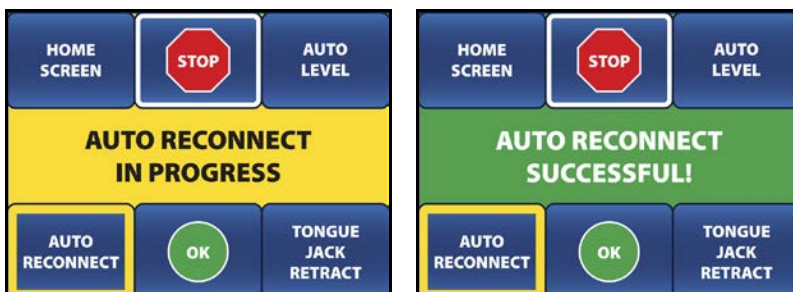 HOME
SCREEN
STOP
AUTO
LEVEL
AUTO RECONNECT
IN PROGRESS
AUTO
RECONNECT
OK
TONGUE
JACK
RETRACT
HOME
SCREEN
STOP
AUTO
LEVEL
AUTO RECONNECT
SUCCESSFUL!
AUTO
RECONNECT
OK
TONGUE
JACK
RETRACT